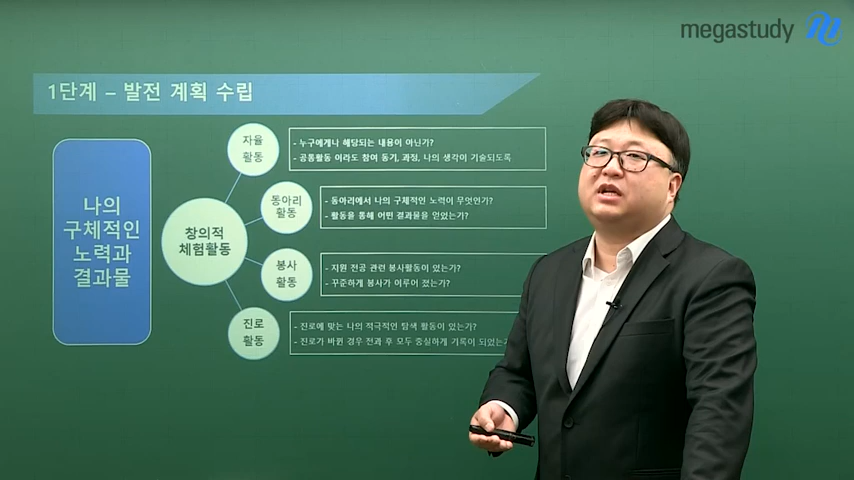 megastudy
1단계 – 발전 계획 수립
나의
구체적인
노력과
결과물
창의적
체험활동
자율
활동
- 누구에게나 해당되는 내용이 아닌가?
- 공통활동 이라도 참여 동기, 과정, 나의 생각이 기술되도록
동아리
활동
- 동아리에서 나의 구체적인 노력이 무엇인가?
- 활동을 통해 어떤 결과물을 얻었는가?
봉사
활동
- 지원 전공 관련 봉사활동이 있는가?
- 꾸준하게 봉사가 이루어 졌는가?
진로
활동
- 진로에 맞는 나의 적극적인 탐색 활동이 있는가?
- 진로가 바뀐 경우 전과 후 모두 충실하게 기록이 되었는가